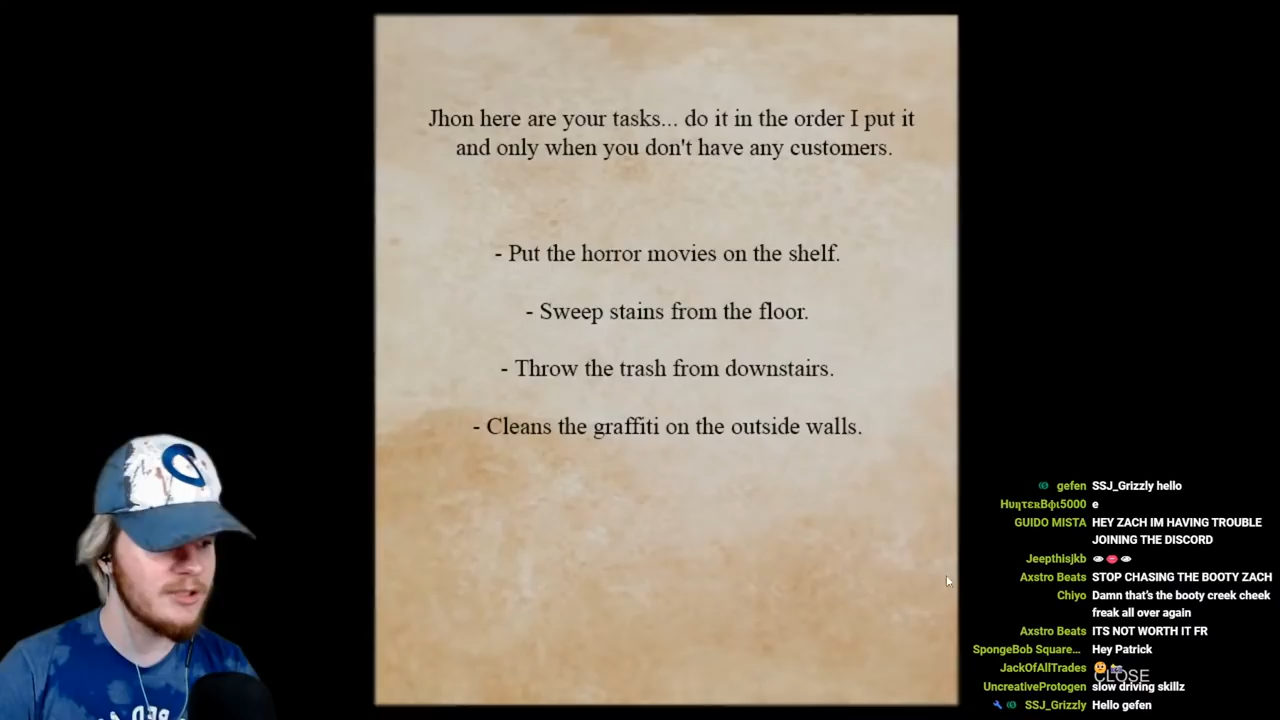 Jhon here are your tasks... do it in the order I put it
and only when you don't have any customers.
- Put the horror movies on the shelf.
- Sweep stains from the floor.
- Throw the trash from downstairs.
- Cleans the graffiti on the outside walls.
gefen SSJ_Grizzly hello
HυηтεʀBфι5000 e
GUIDO MISTA HEY ZACH IM HAVING TROUBLE
JOINING THE DISCORD
Jeepthisjkb 👁️👄👁️
Axstro Beats STOP CHASING THE BOOTY ZACH
Chiyo Damn that's the booty creek cheek
freak all over again
Axstro Beats ITS NOT WORTH IT FR
SpongeBob Square... Hey Patrick
JackOfAllTrades
CLOSE
UncreativeProtogen slow driving skillz
SSJ_Grizzly Hello gefen